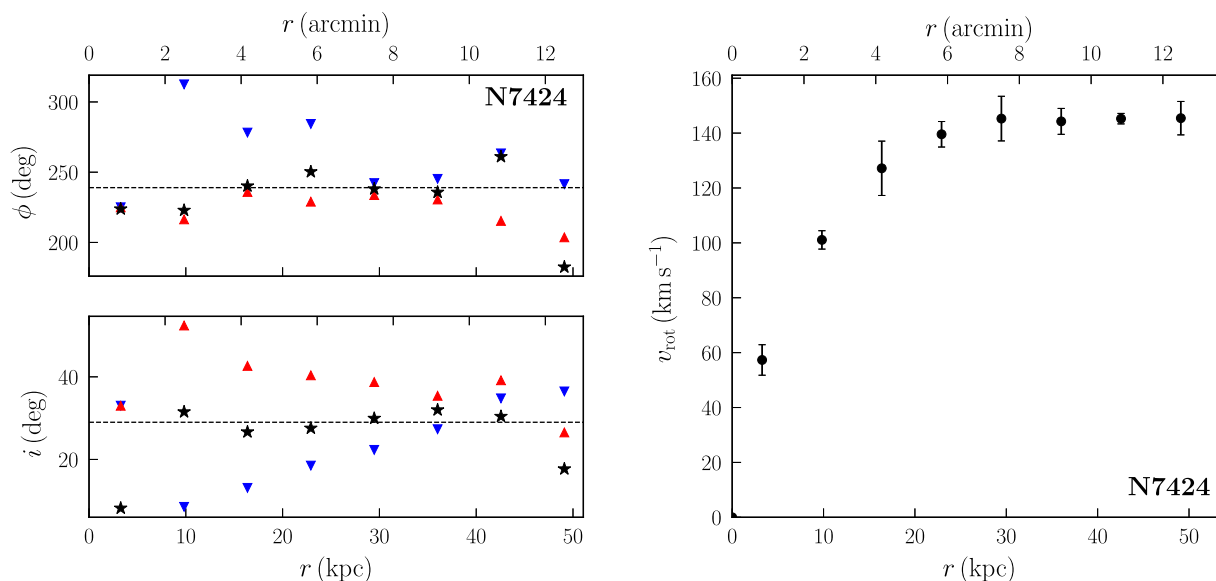 r (arcmin)
0 2 4 6 8 10 12
N7424
300
250
200
ϕ (deg)
40
20
i (deg)
0 10 20 30 40 50
r (kpc)
r (arcmin)
0 2 4 6 8 10 12
160
140
120
100
80
60
40
20
0
v_rot (km s⁻¹)
N7424
0 10 20 30 40 50
r (kpc)